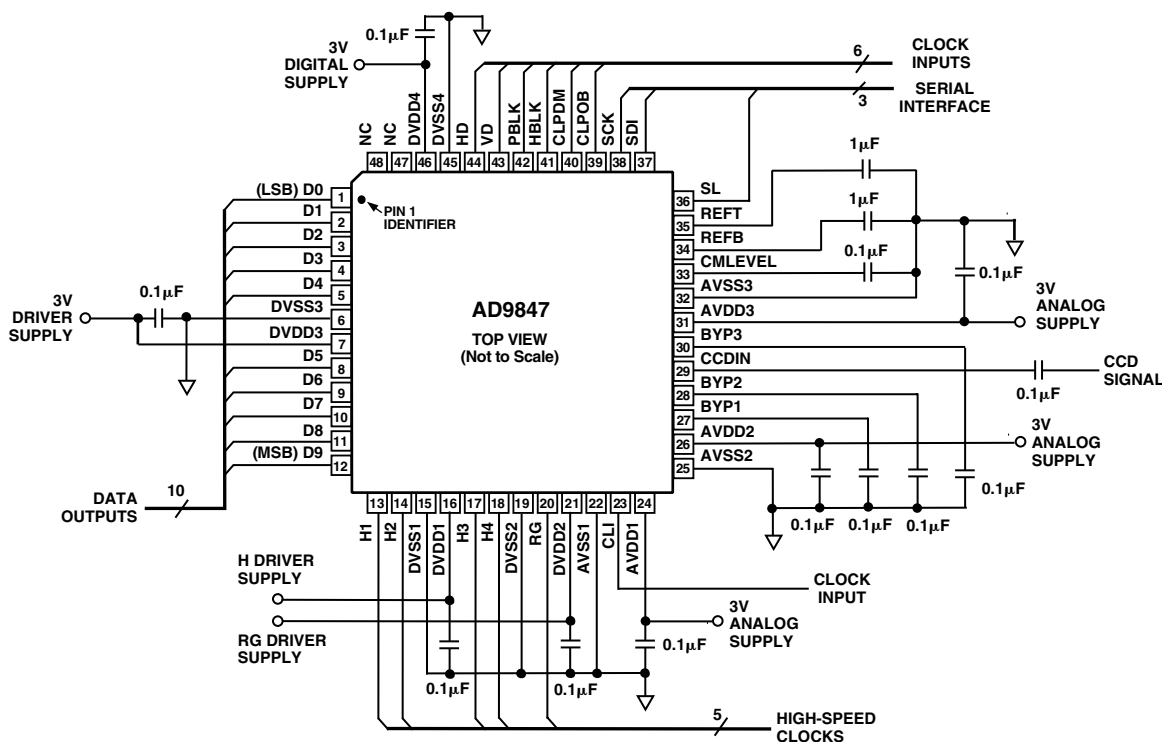 0.1µF
3V
DIGITAL
SUPPLY
6
CLOCK
INPUTS
3
SERIAL
INTERFACE
NC
NC
DVDD4
DVSS4
HD
VD
PBLK
HBLK
CLPDM
CLPOB
SCK
SDI
48 47 46 45 44 43 42 41 40 39 38 37
(LSB) D0 1
D1 2
D2 3
D3 4
D4 5
DVSS3 6
DVDD3 7
D5 8
D6 9
D7 10
D8 11
(MSB) D9 12
3V
DRIVER
SUPPLY
0.1µF
10
DATA
OUTPUTS
PIN 1
IDENTIFIER
AD9847
TOP VIEW
(Not to Scale)
36 SL
35 REFT
34 REFB
33 CMLEVEL
32 AVSS3
31 AVDD3
30 BYP3
29 CCDIN
28 BYP2
27 BYP1
26 AVDD2
25 AVSS2
1µF
1µF
0.1µF
0.1µF
3V
ANALOG
SUPPLY
0.1µF
CCD
SIGNAL
3V
ANALOG
SUPPLY
0.1µF
0.1µF 0.1µF 0.1µF
13 14 15 16 17 18 19 20 21 22 23 24
H1
H2
DVSS1
DVDD1
H3
H4
DVSS2
RG
DVDD2
AVSS1
CLI
AVDD1
H DRIVER
SUPPLY
RG DRIVER
SUPPLY
CLOCK
INPUT
3V
ANALOG
SUPPLY
0.1µF
0.1µF
0.1µF
5
HIGH-SPEED
CLOCKS